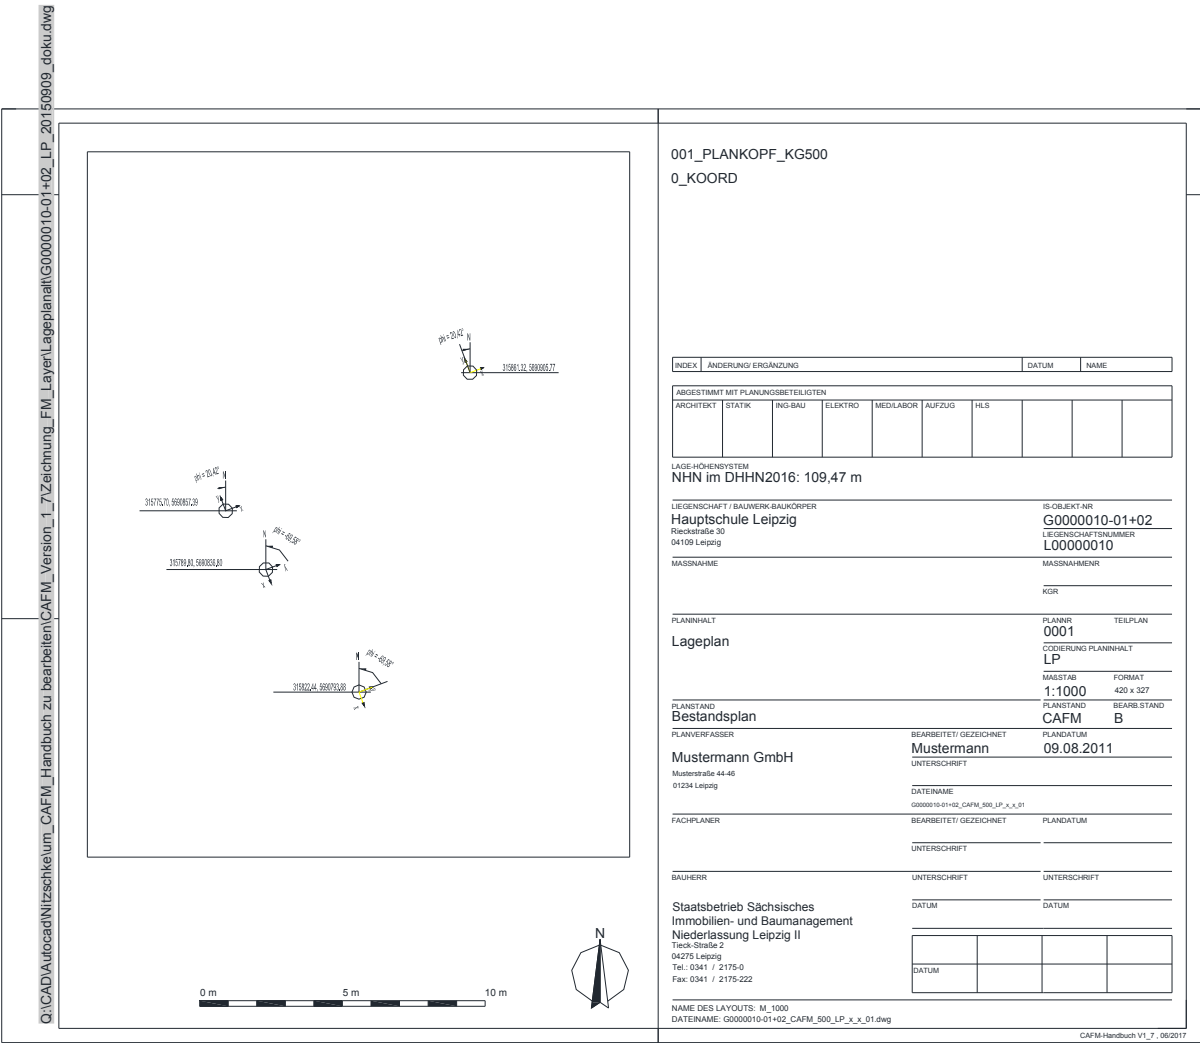 Q:\CAD\Autocad\Nitzschke\um_CAFM_Handbuch zu bearbeiten\CAFM_Version_1_7\Zeichnung_FM_Layer\Lageplanalt\G0000010-01+02_LP_20150909_doku.dwg
001_PLANKOPF_KG500
0_KOORD
phi = 20,42°
N
315861,32, 5690905,77
phi = 20,42°
N
315775,70, 5690857,39
N
phi = -69,58°
315789,80, 5690836,80
N
phi = -69,58°
315822,44, 5690793,68
INDEX ÄNDERUNG/ ERGÄNZUNG DATUM NAME
ABGESTIMMT MIT PLANUNGSBETEILIGTEN
ARCHITEKT STATIK ING-BAU ELEKTRO MED/LABOR AUFZUG HLS
LAGE-HÖHENSYSTEM
NHN im DHHN2016: 109,47 m
LIEGENSCHAFT / BAUWERK-BAUKÖRPER IS-OBJEKT-NR
Hauptschule Leipzig G0000010-01+02
Rieckstraße 30 LIEGENSCHAFTSNUMMER
04109 Leipzig L00000010
MASSNAHME MASSNAHMENR
KGR
PLANINHALT PLANNR TEILPLAN
0001
Lageplan
CODIERUNG PLANINHALT
LP
MASSTAB FORMAT
1:1000 420 x 327
PLANSTAND PLANSTAND BEARB.STAND
Bestandsplan CAFM B
PLANVERFASSER BEARBEITET/ GEZEICHNET PLANDATUM
Mustermann 09.08.2011
Mustermann GmbH
UNTERSCHRIFT
Musterstraße 44-46
01234 Leipzig
DATEINAME
G0000010-01+02_CAFM_500_LP_x_x_01
FACHPLANER BEARBEITET/ GEZEICHNET PLANDATUM
UNTERSCHRIFT
BAUHERR UNTERSCHRIFT UNTERSCHRIFT
Staatsbetrieb Sächsisches DATUM DATUM
Immobilien- und Baumanagement
Niederlassung Leipzig II
Tieck-Straße 2
04275 Leipzig
Tel.: 0341 / 2175-0
DATUM
Fax: 0341 / 2175-222
N
0 m 5 m 10 m
NAME DES LAYOUTS: M_1000
DATEINAME: G0000010-01+02_CAFM_500_LP_x_x_01.dwg
CAFM-Handbuch V1_7 , 06/2017